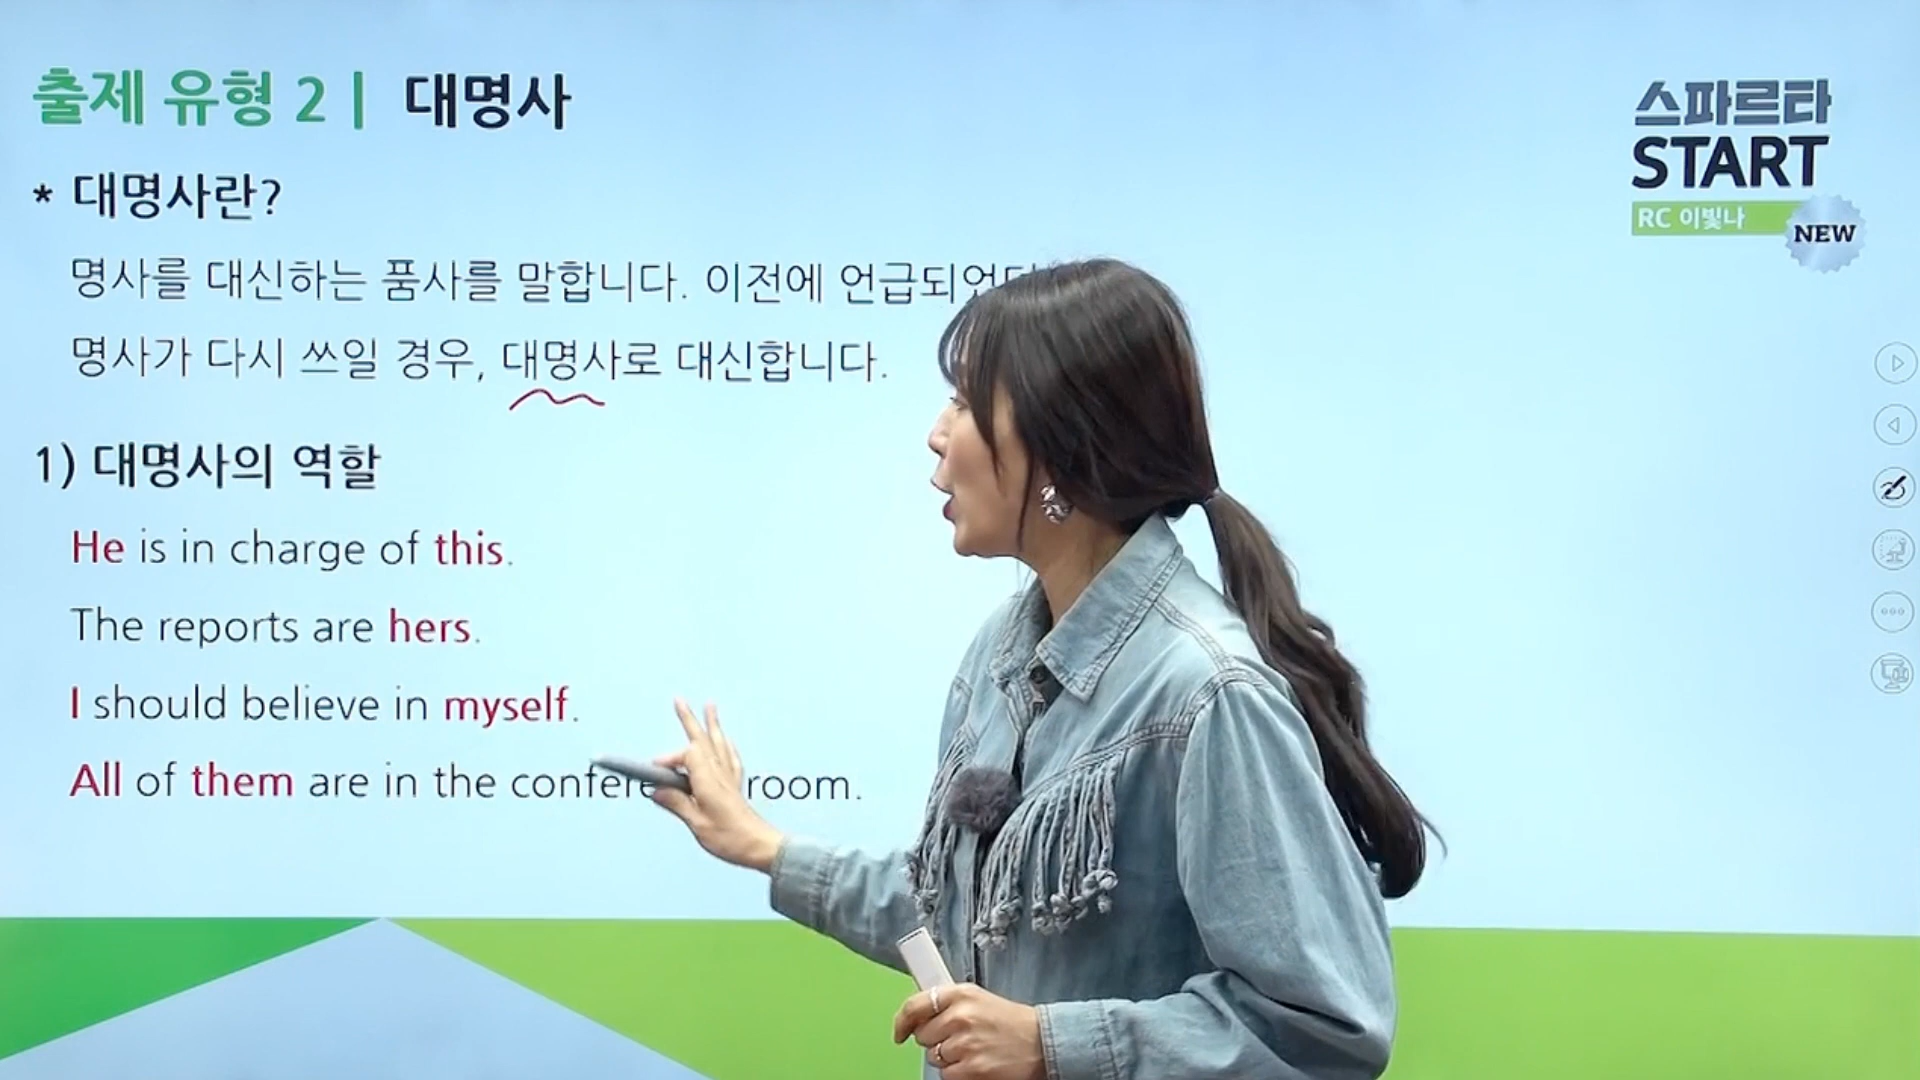 출제 유형 2 | 대명사
스파르타
START
RC 이빛나
NEW
* 대명사란?
명사를 대신하는 품사를 말합니다. 이전에 언급되었던
명사가 다시 쓰일 경우, 대명사로 대신합니다.
1) 대명사의 역할
He is in charge of this.
The reports are hers.
I should believe in myself.
All of them are in the room.